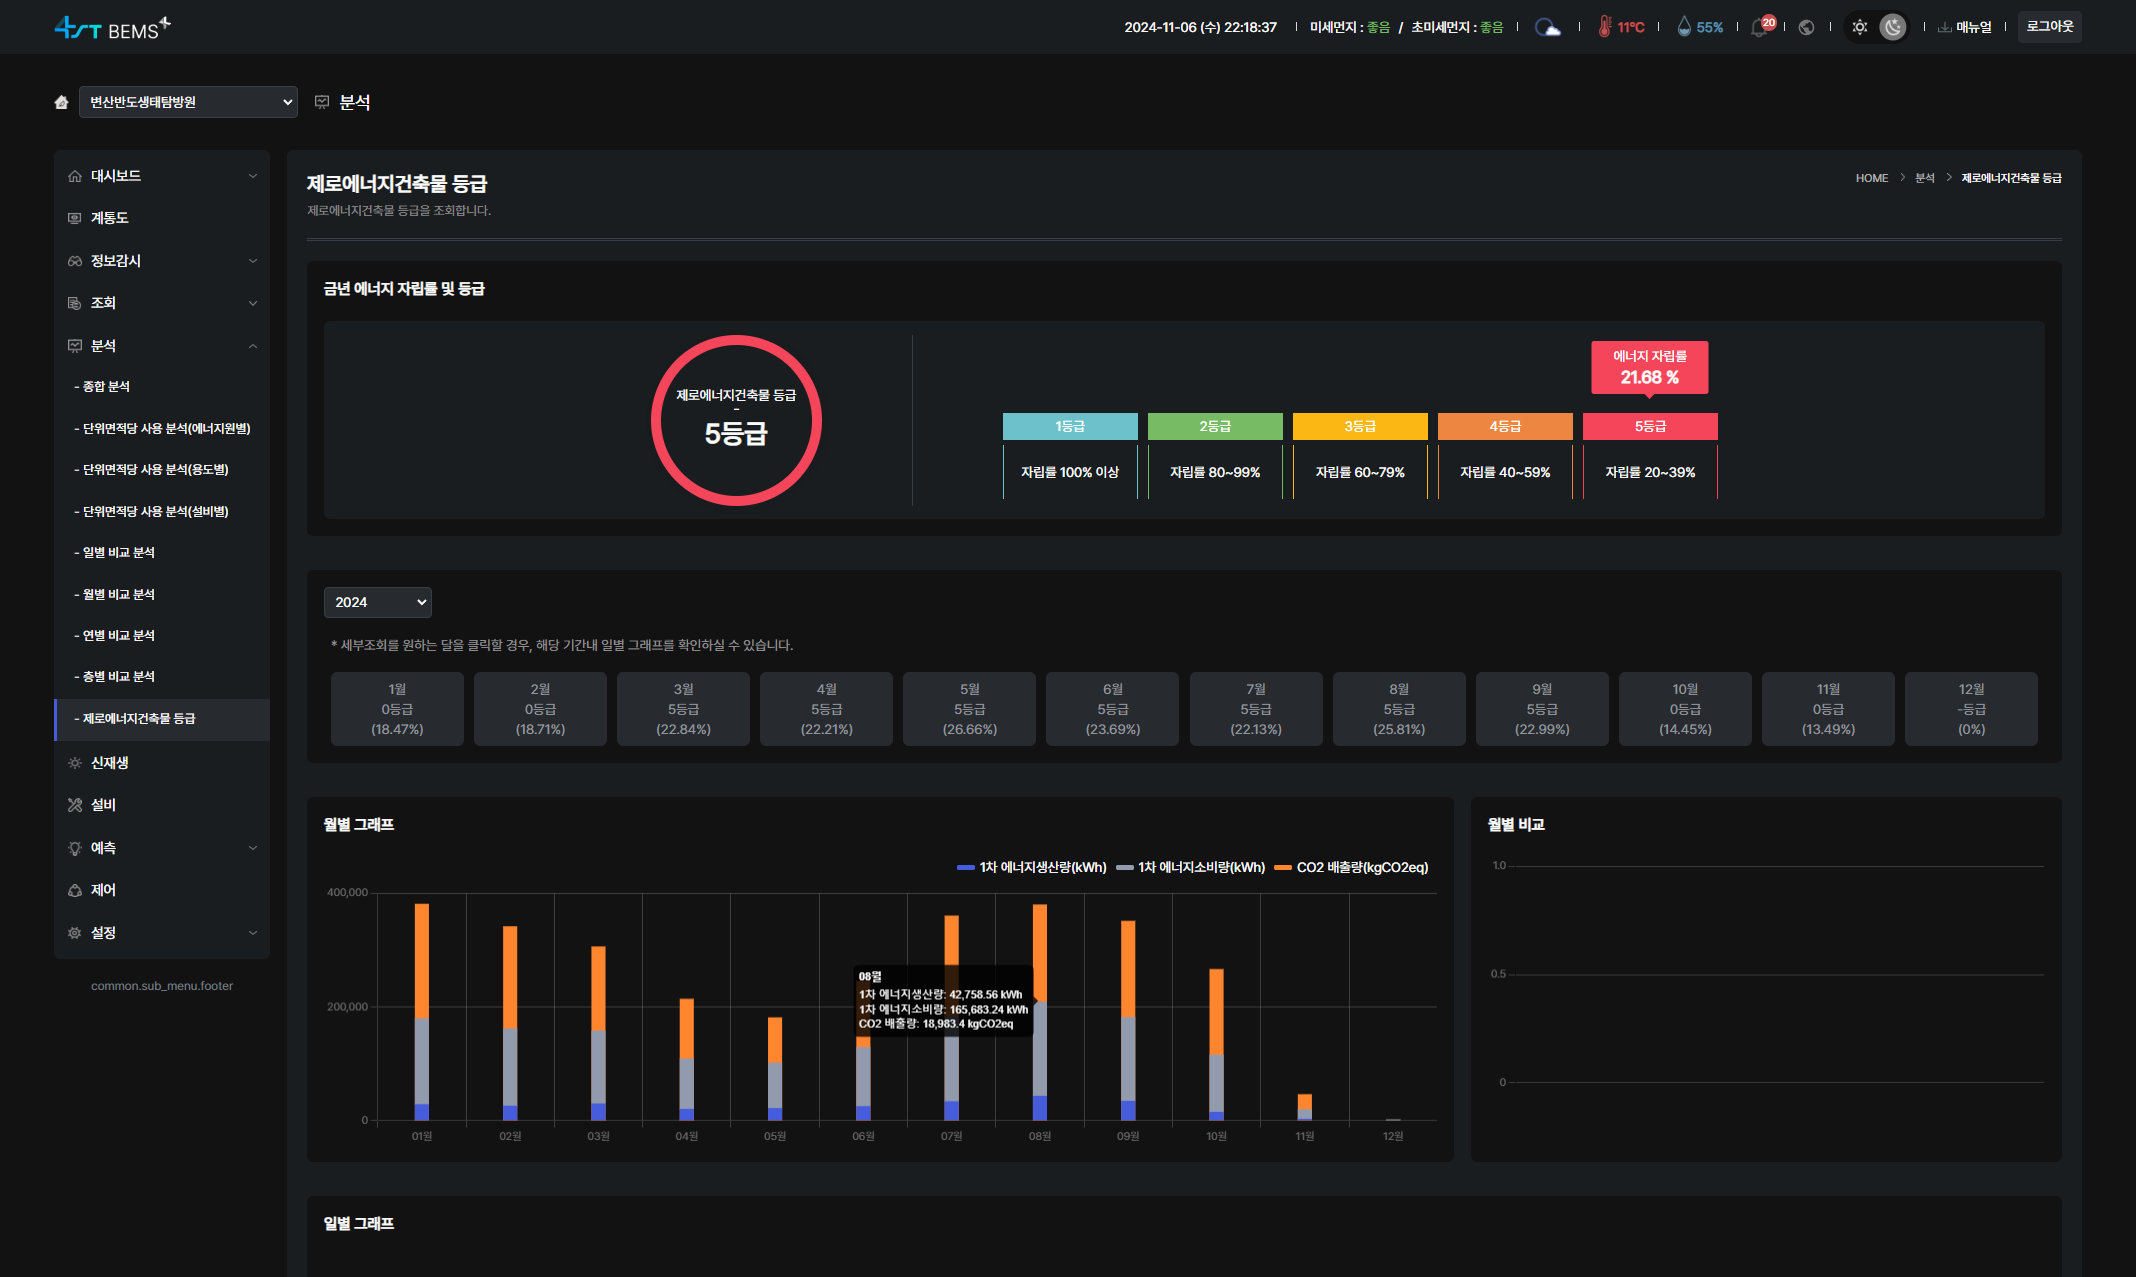 4ST BEMS+
2024-11-06 (수) 22:18:37
미세먼지 : 좋음 / 초미세먼지 : 좋음
11℃
55%
20
매뉴얼
로그아웃
변산반도생태탐방원
분석
대시보드
계통도
정보감시
조회
분석
- 종합 분석
- 단위면적당 사용 분석(에너지원별)
- 단위면적당 사용 분석(용도별)
- 단위면적당 사용 분석(설비별)
- 일별 비교 분석
- 월별 비교 분석
- 연별 비교 분석
- 층별 비교 분석
- 제로에너지건축물 등급
신재생
설비
예측
제어
설정
common.sub_menu.footer
제로에너지건축물 등급
제로에너지건축물 등급을 조회합니다.
HOME > 분석 > 제로에너지건축물 등급
금년 에너지 자립률 및 등급
제로에너지건축물 등급
-
5등급
에너지 자립률
21.68 %
1등급 2등급 3등급 4등급 5등급
자립률 100% 이상 자립률 80~99% 자립률 60~79% 자립률 40~59% 자립률 20~39%
2024
* 세부조회를 원하는 달을 클릭할 경우, 해당 기간내 일별 그래프를 확인하실 수 있습니다.
1월 2월 3월 4월 5월 6월 7월 8월 9월 10월 11월 12월
0등급 0등급 5등급 5등급 5등급 5등급 5등급 5등급 5등급 0등급 0등급 -등급
(18.47%) (18.71%) (22.84%) (22.21%) (26.66%) (23.69%) (22.13%) (25.81%) (22.99%) (14.45%) (13.49%) (0%)
월별 그래프
1차 에너지생산량(kWh) 1차 에너지소비량(kWh) CO2 배출량(kgCO2eq)
400,000
200,000
0
08월
1차 에너지생산량: 42,758.56 kWh
1차 에너지소비량: 165,683.24 kWh
CO2 배출량: 18,983.4 kgCO2eq
01월 02월 03월 04월 05월 06월 07월 08월 09월 10월 11월 12월
월별 비교
1.0
0.5
0
일별 그래프